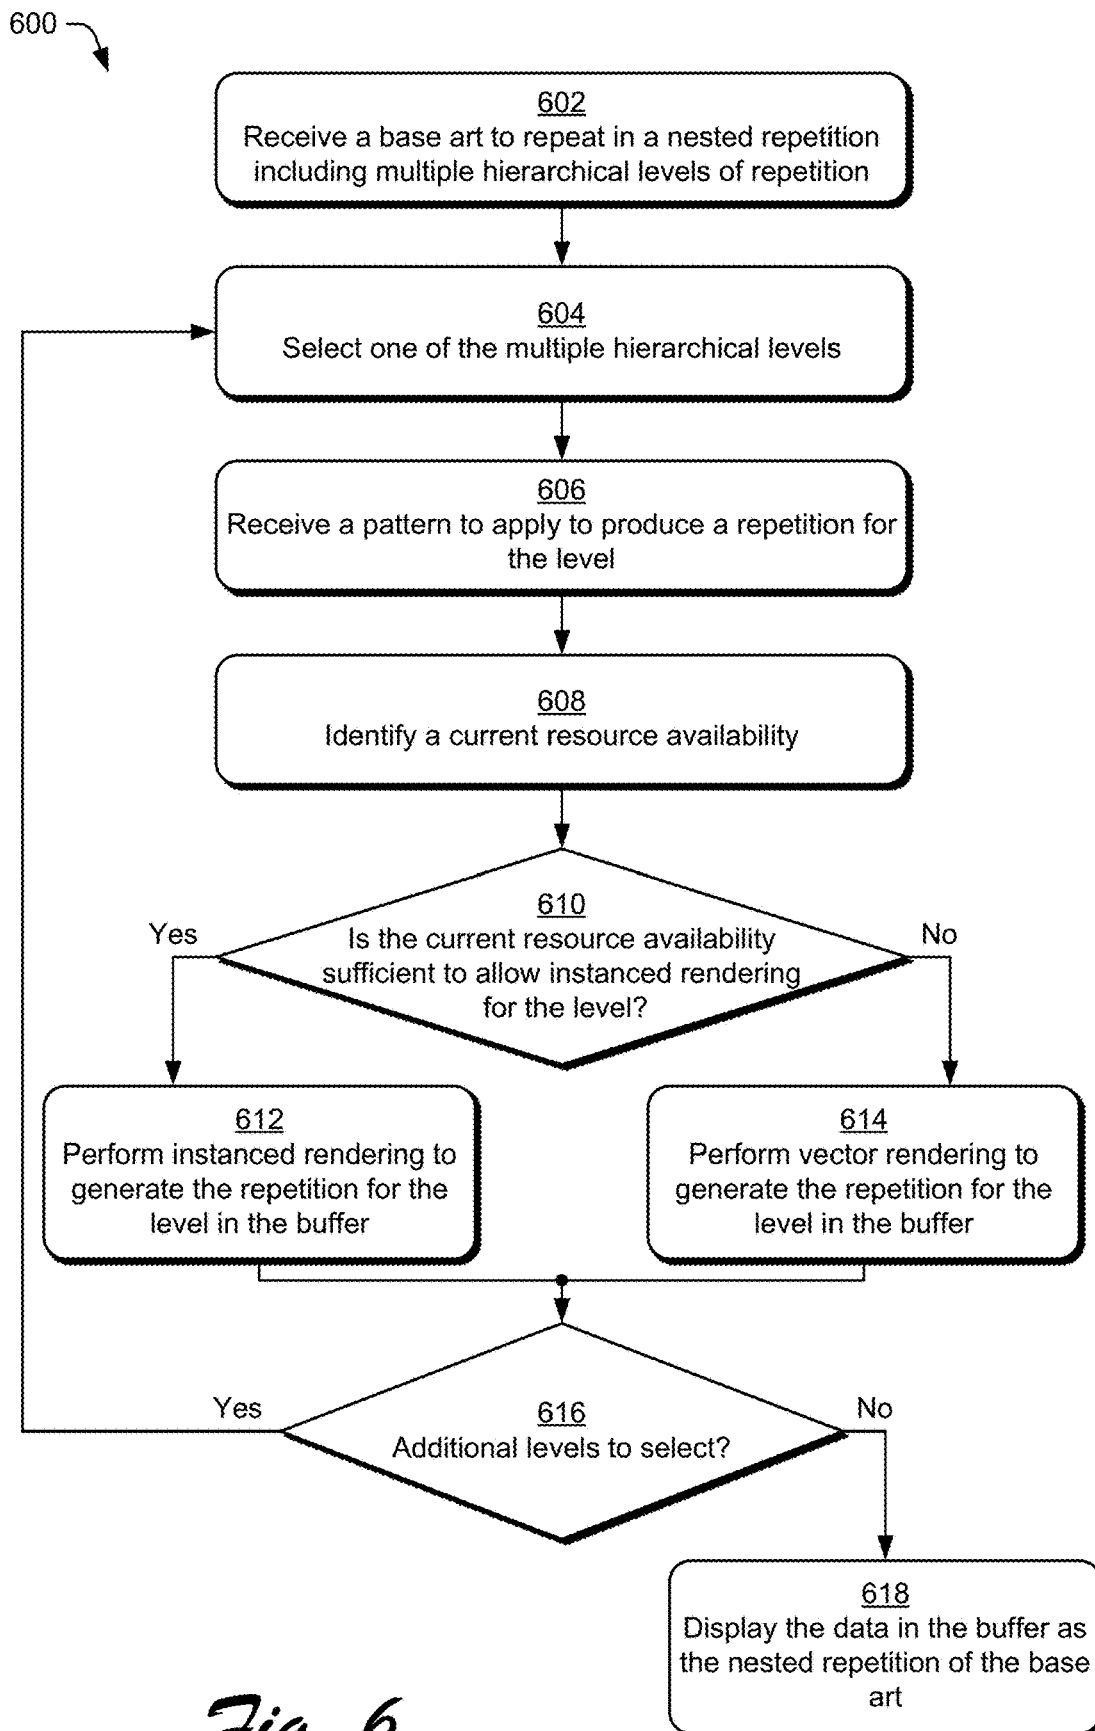 600
602
Receive a base art to repeat in a nested repetition
including multiple hierarchical levels of repetition
604
Select one of the multiple hierarchical levels
606
Receive a pattern to apply to produce a repetition for
the level
608
Identify a current resource availability
610
Is the current resource availability
sufficient to allow instanced rendering
for the level?
Yes
No
612
Perform instanced rendering to
generate the repetition for the
level in the buffer
614
Perform vector rendering to
generate the repetition for the
level in the buffer
616
Additional levels to select?
Yes
No
618
Display the data in the buffer as
the nested repetition of the base
art
Fig. 6